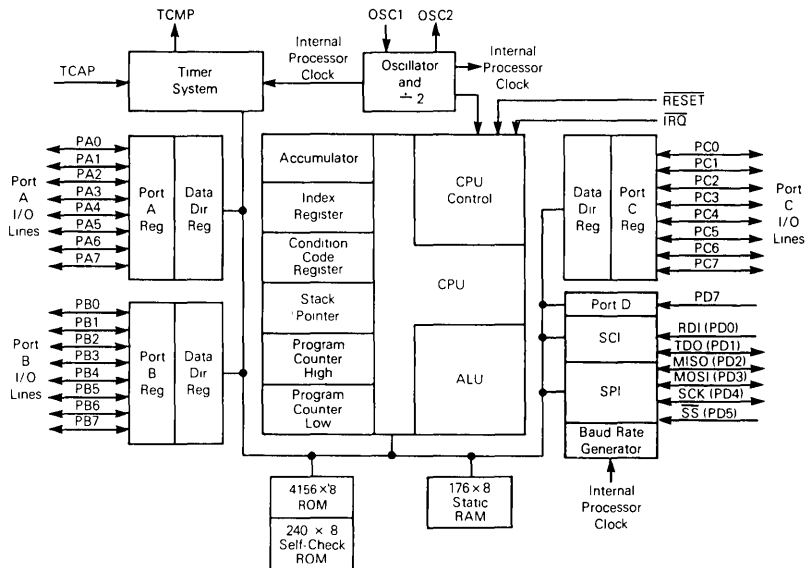 TCMP
OSC1
OSC2
TCAP
Timer
System
Internal
Processor
Clock
Oscillator
and
÷ 2
Internal
Processor
Clock
RESET
IRQ
Port
A
I/O
Lines
PA0
PA1
PA2
PA3
PA4
PA5
PA6
PA7
Port
A
Reg
Data
Dir
Reg
Accumulator
Index
Register
Condition
Code
Register
Stack
Pointer
Program
Counter
High
Program
Counter
Low
CPU
Control
CPU
ALU
Data
Dir
Reg
Port
C
Reg
PC0
PC1
PC2
PC3
PC4
PC5
PC6
PC7
Port
C
I/O
Lines
Port
B
I/O
Lines
PB0
PB1
PB2
PB3
PB4
PB5
PB6
PB7
Port
B
Reg
Data
Dir
Reg
Port D
SCI
SPI
Baud Rate
Generator
PD7
RDI (PD0)
TDO (PD1)
MISO (PD2)
MOSI (PD3)
SCK (PD4)
SS (PD5)
Internal
Processor
Clock
4156 × 8
ROM
240 × 8
Self-Check
ROM
176 × 8
Static
RAM